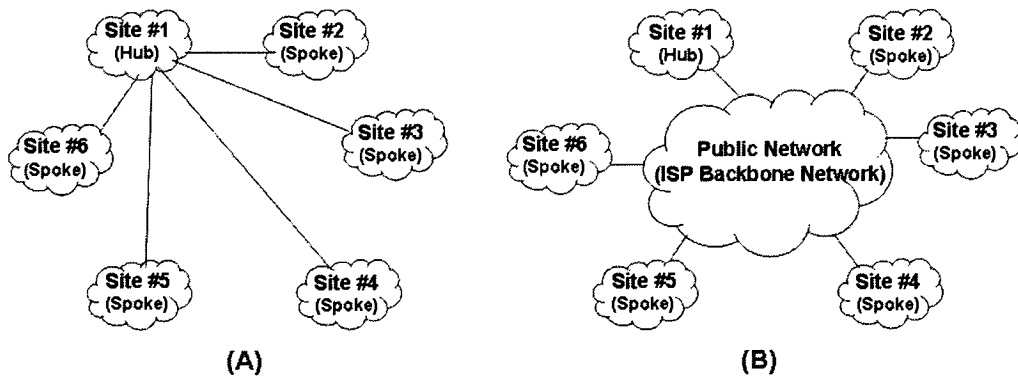 Site #1
(Hub)
Site #2
(Spoke)
Site #3
(Spoke)
Site #6
(Spoke)
Site #5
(Spoke)
Site #4
(Spoke)
(A)
Site #1
(Hub)
Site #2
(Spoke)
Site #3
(Spoke)
Public Network
(ISP Backbone Network)
Site #6
(Spoke)
Site #5
(Spoke)
Site #4
(Spoke)
(B)